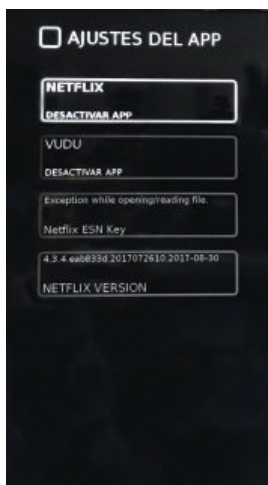 AJUSTES DEL APP
NETFLIX
DESACTIVAR APP
VUDU
DESACTIVAR APP
Exception while opening/reading file.
Netflix ESN Key
4.3.4.eab833d.2017072610.2017-08-30
NETFLIX VERSION